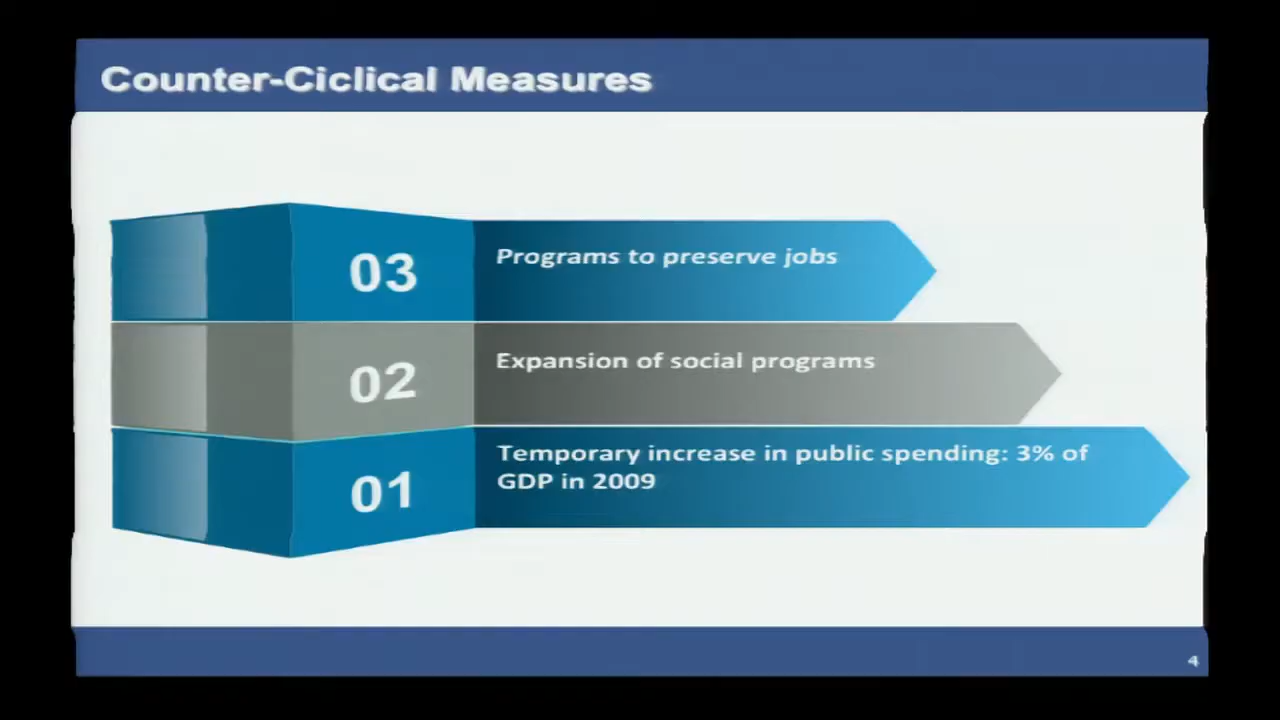 Counter-Ciclical Measures
03
Programs to preserve jobs
02
Expansion of social programs
01
Temporary increase in public spending: 3% of
GDP in 2009
4